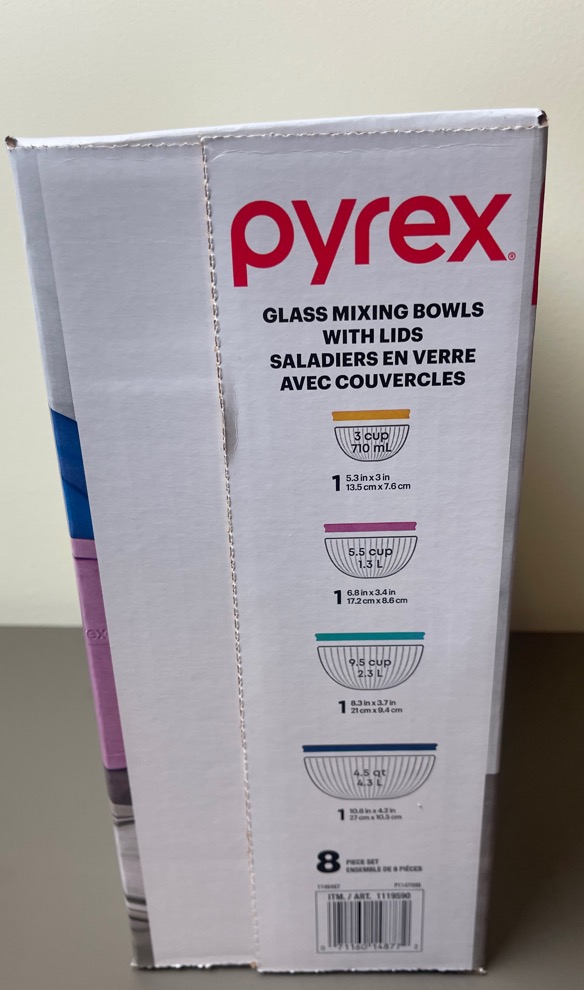 pyrex®
GLASS MIXING BOWLS
WITH LIDS
SALADIERS EN VERRE
AVEC COUVERCLES
3 cup
710 mL
1 5.3 in x 3 in
13.5 cm x 7.6 cm
5.5 cup
1.3 L
1 6.8 in x 3.4 in
17.2 cm x 8.6 cm
9.5 cup
2.3 L
1 8.3 in x 3.7 in
21 cm x 9.4 cm
4.5 qt
4.3 L
1 10.6 in x 4.2 in
27 cm x 10.3 cm
8 PIECE SET
ENSEMBLE DE 8 PIÈCES
ITM. / ART. 1119590
ex